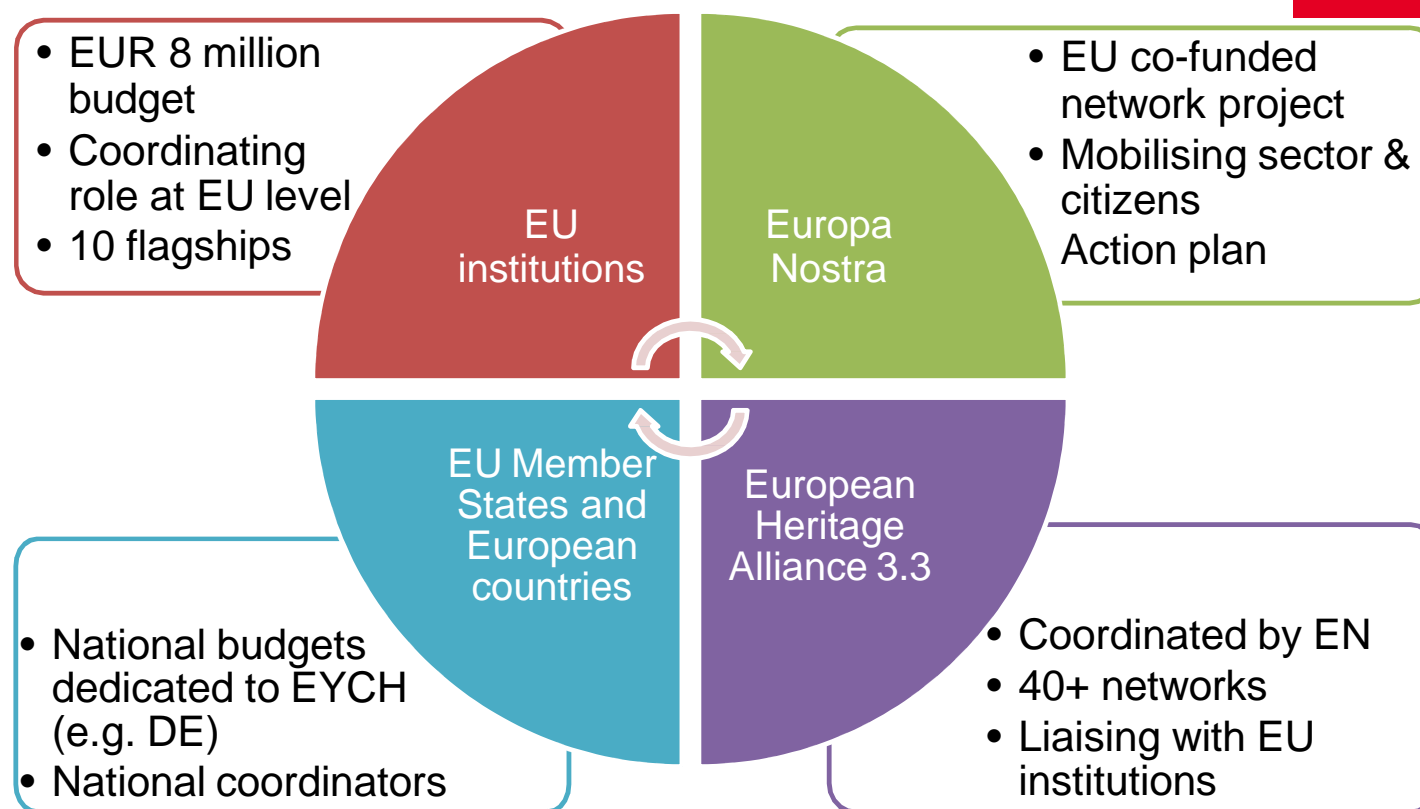 • EUR 8 million
budget
• Coordinating
role at EU level
• 10 flagships
EU
institutions
Europa
Nostra
• EU co-funded
network project
• Mobilising sector &
citizens
Action plan
EU Member
States and
European
countries
European
Heritage
Alliance 3.3
• National budgets
dedicated to EYCH
(e.g. DE)
• National coordinators
• Coordinated by EN
• 40+ networks
• Liaising with EU
institutions